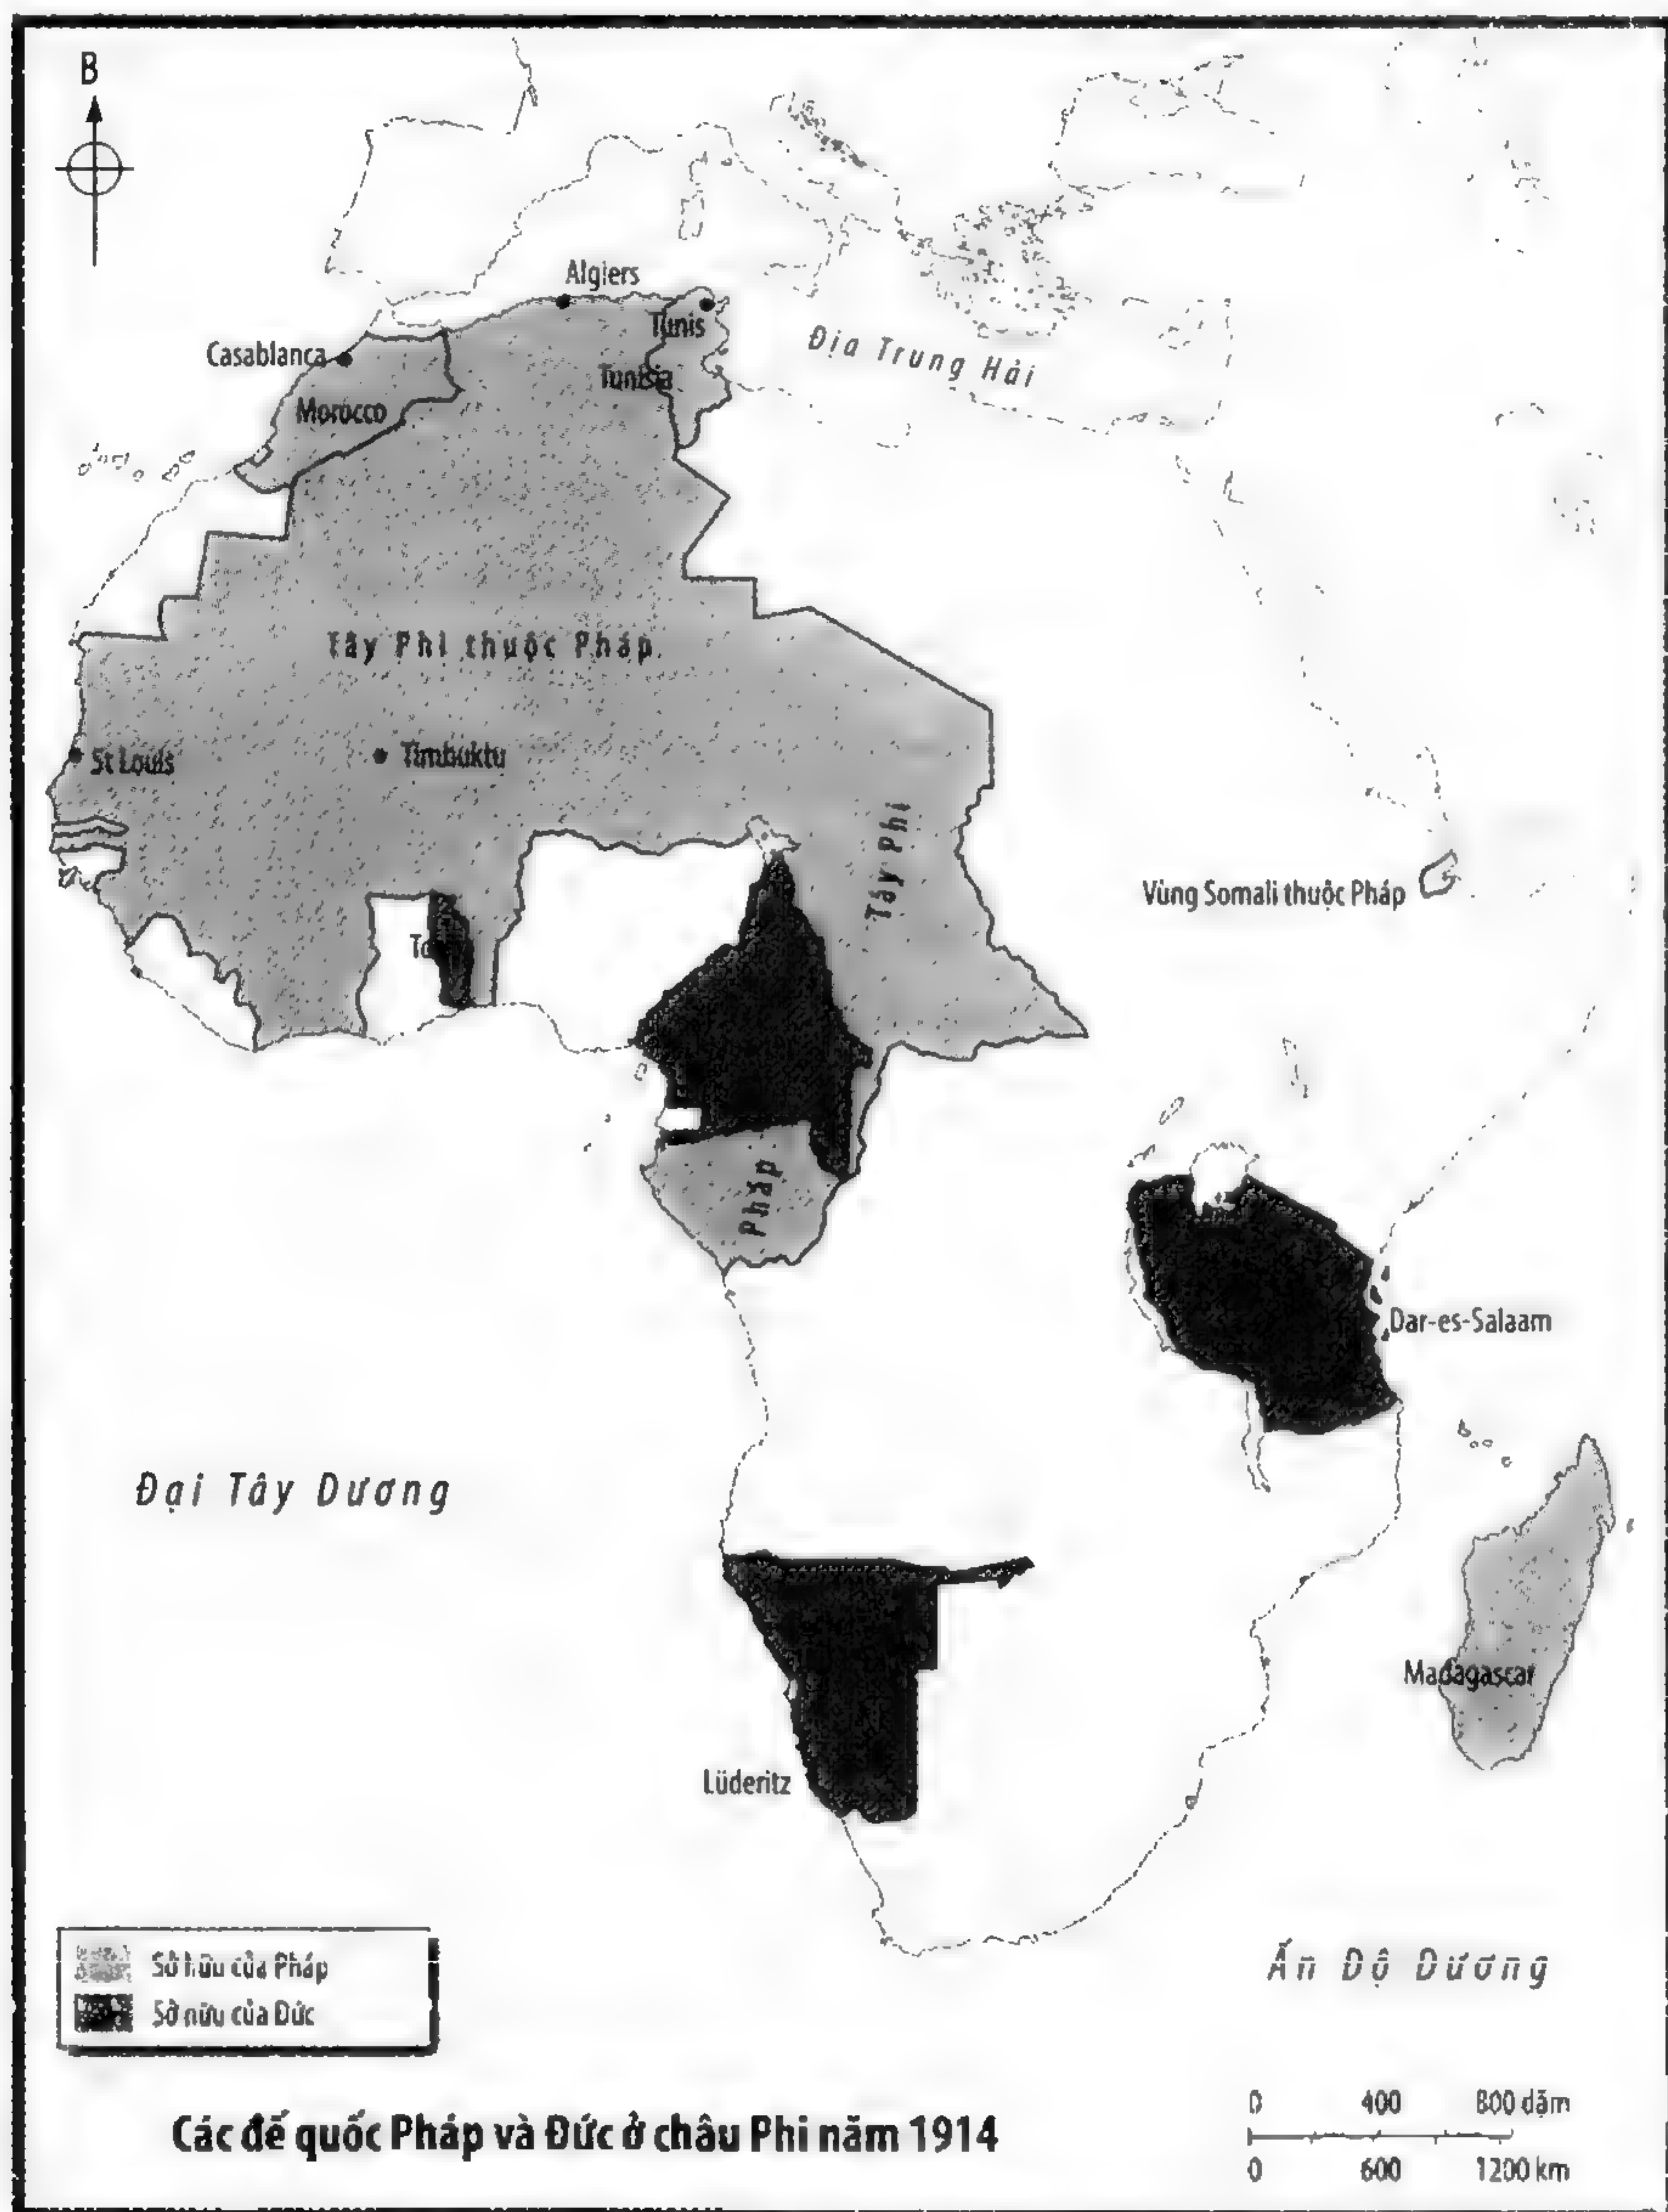 B
Algiers
Tunis
Casablanca
Địa Trung Hải
Tunisia
Morocco
Tây Phi thuộc Pháp
St Louis
Timbuktu
Tây Phi
Vùng Somali thuộc Pháp
Pháp
Dar-es-Salaam
Đại Tây Dương
Madagascar
Lüderitz
Sở hữu của Pháp
Sở hữu của Đức
Ấn Độ Dương
Các đế quốc Pháp và Đức ở châu Phi năm 1914
0 400 800 dặm
0 600 1200 km